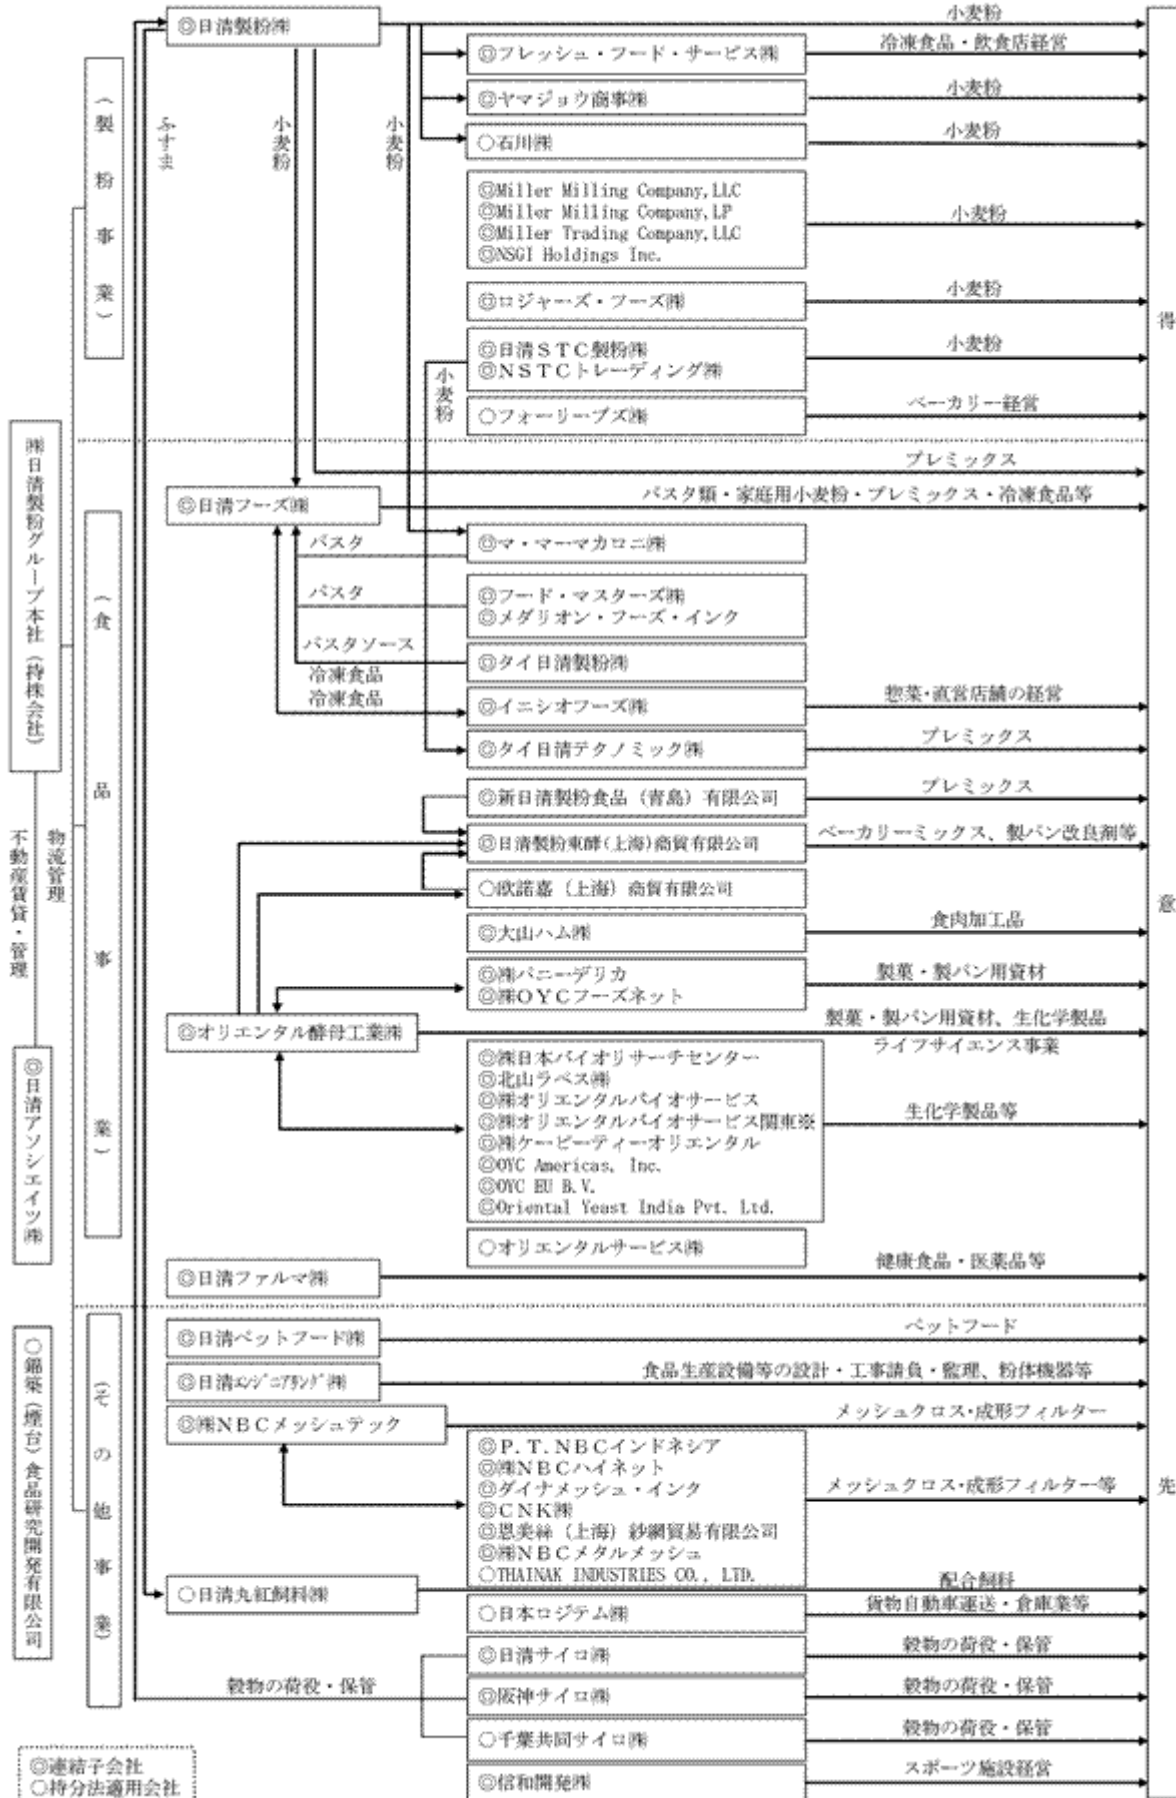 ◎日清製粉㈱
小麦粉
◎フレッシュ・フード・サービス㈱
冷凍食品・飲食店経営
◎ヤマジョウ商事㈱
小麦粉
○石川㈱
小麦粉
(製粉事業)
ふすま
小麦粉
小麦粉
◎Miller Milling Company,LLC
◎Miller Milling Company,LP
◎Miller Trading Company,LLC
◎NSGI Holdings Inc.
小麦粉
◎ロジャーズ・フーズ㈱
小麦粉
◎日清STC製粉㈱
◎NSTCトレーディング㈱
小麦粉
小麦粉
○フォーリーブズ㈱
ベーカリー経営
得意先
㈱日清製粉グループ本社(持株会社)
プレミックス
◎日清フーズ㈱
パスタ類・家庭用小麦粉・プレミックス・冷凍食品等
(食品事業)
パスタ
◎マ・マーマカロニ㈱
パスタ
◎フード・マスターズ㈱
◎メダリオン・フーズ・インク
パスタソース
冷凍食品
◎タイ日清製粉㈱
冷凍食品
◎イニシオフーズ㈱
惣菜・直営店舗の経営
◎タイ日清テクノミック㈱
プレミックス
◎新日清製粉食品(青島)有限公司
プレミックス
◎日清製粉東酵(上海)商貿有限公司
ベーカリーミックス、製パン改良剤等
○欧諾嘉(上海)商貿有限公司
物流管理
不動産賃貸・管理
◎大山ハム㈱
食肉加工品
◎㈱パニーデリカ
◎㈱OYCフーズネット
製菓・製パン用資材
◎オリエンタル酵母工業㈱
製菓・製パン用資材、生化学製品
ライフサイエンス事業
◎㈱日本バイオリサーチセンター
◎北山ラベス㈱
◎㈱オリエンタルバイオサービス
◎㈱オリエンタルバイオサービス関東※
◎㈱ケービーティーオリエンタル
◎OYC Americas, Inc.
◎OYC EU B.V.
◎Oriental Yeast India Pvt. Ltd.
生化学製品等
◎日清アソシエイツ㈱
○オリエンタルサービス㈱
◎日清ファルマ㈱
健康食品・医薬品等
○錦築(煙台)食品研究開発有限公司
(その他事業)
◎日清ペットフード㈱
ペットフード
◎日清エンジニアリング㈱
食品生産設備等の設計・工事請負・監理、粉体機器等
◎㈱NBCメッシュテック
メッシュクロス・成形フィルター
◎P.T.NBCインドネシア
◎㈱NBCハイネット
◎ダイナメッシュ・インク
◎CNK㈱
◎恩美絲(上海)紗網貿易有限公司
◎㈱NBCメタルメッシュ
○THAINAK INDUSTRIES CO., LTD.
メッシュクロス・成形フィルター等
○日清丸紅飼料㈱
配合飼料
○日本ロジテム㈱
貨物自動車運送・倉庫業等
◎日清サイロ㈱
穀物の荷役・保管
穀物の荷役・保管
◎阪神サイロ㈱
穀物の荷役・保管
○千葉共同サイロ㈱
穀物の荷役・保管
◎信和開発㈱
スポーツ施設経営
◎連結子会社
○持分法適用会社